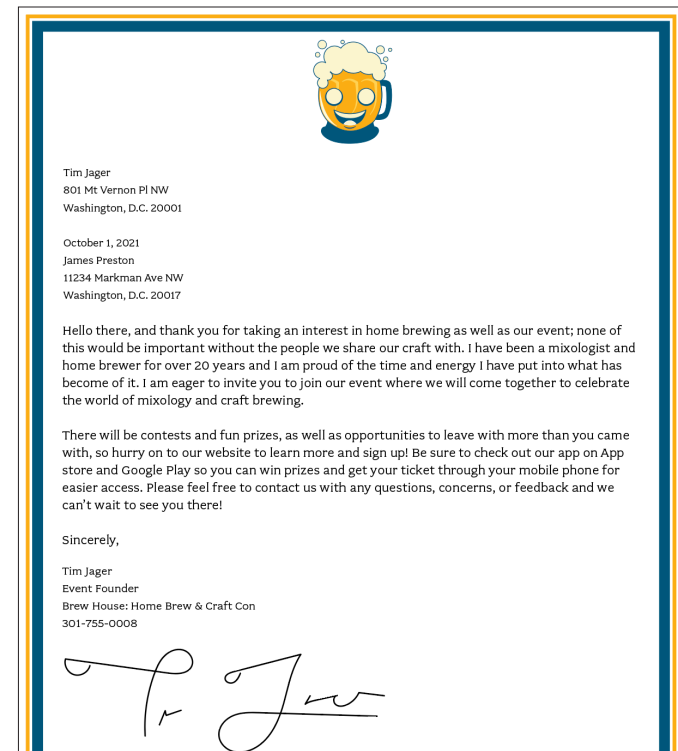 Tim Jager
801 Mt Vernon Pl NW
Washington, D.C. 20001
October 1, 2021
James Preston
11234 Markman Ave NW
Washington, D.C. 20017
Hello there, and thank you for taking an interest in home brewing as well as our event; none of
this would be important without the people we share our craft with. I have been a mixologist and
home brewer for over 20 years and I am proud of the time and energy I have put into what has
become of it. I am eager to invite you to join our event where we will come together to celebrate
the world of mixology and craft brewing.
There will be contests and fun prizes, as well as opportunities to leave with more than you came
with, so hurry on to our website to learn more and sign up! Be sure to check out our app on App
store and Google Play so you can win prizes and get your ticket through your mobile phone for
easier access. Please feel free to contact us with any questions, concerns, or feedback and we
can't wait to see you there!
Sincerely,
Tim Jager
Event Founder
Brew House: Home Brew & Craft Con
301-755-0008